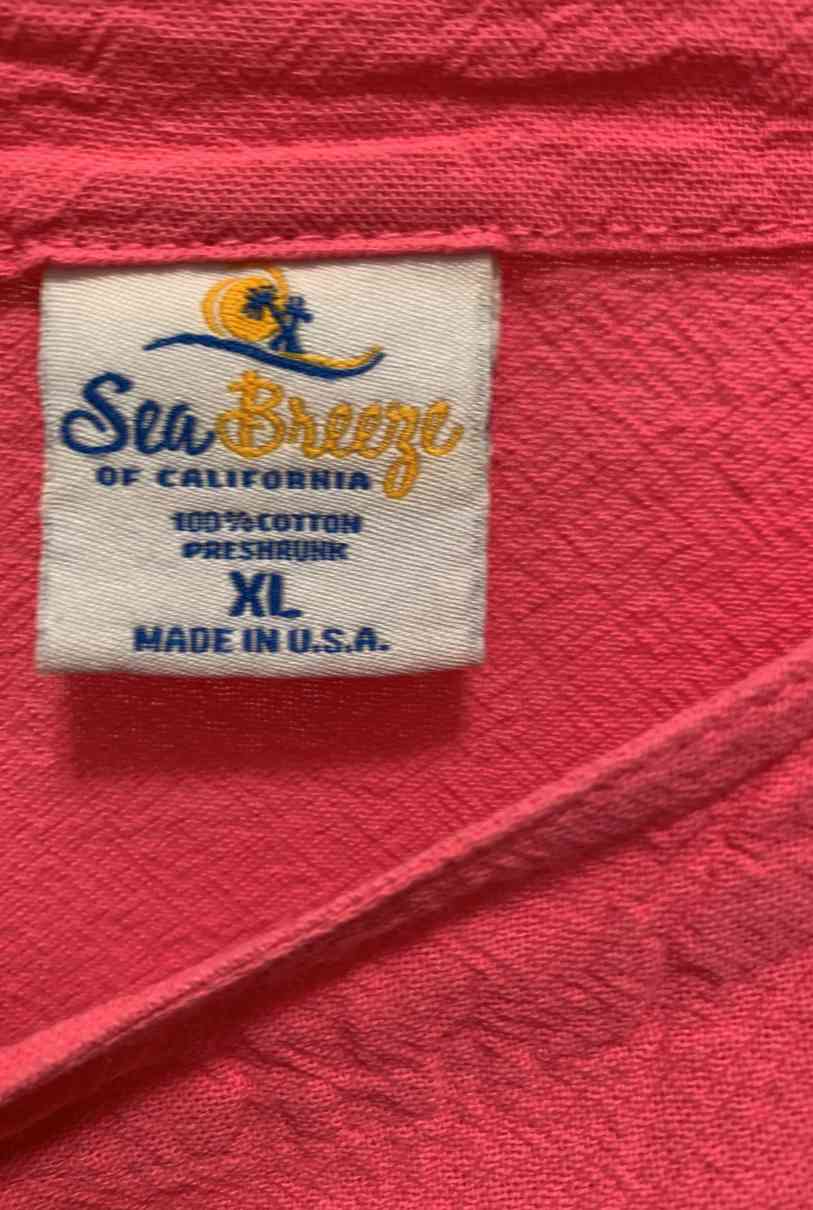 Sea Breeze
OF CALIFORNIA
100% COTTON
PRESHRUNK
XL
MADE IN U.S.A.